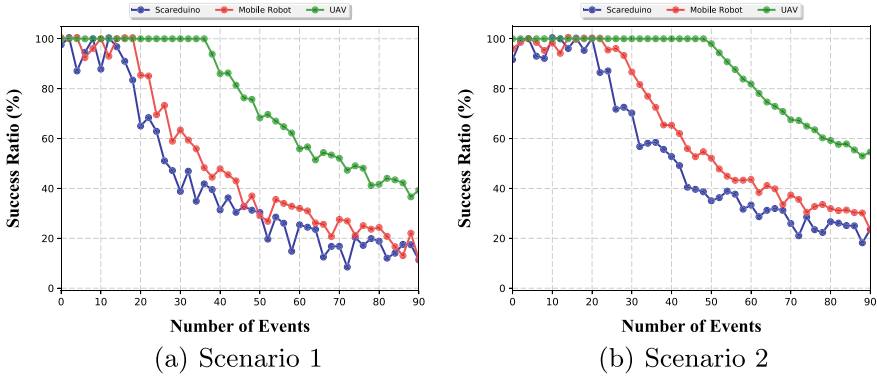 Scareduino Mobile Robot UAV
100
80
60
40
20
0
Success Ratio (%)
0 10 20 30 40 50 60 70 80 90
Number of Events
(a) Scenario 1
Scareduino Mobile Robot UAV
100
80
60
40
20
0
Success Ratio (%)
0 10 20 30 40 50 60 70 80 90
Number of Events
(b) Scenario 2